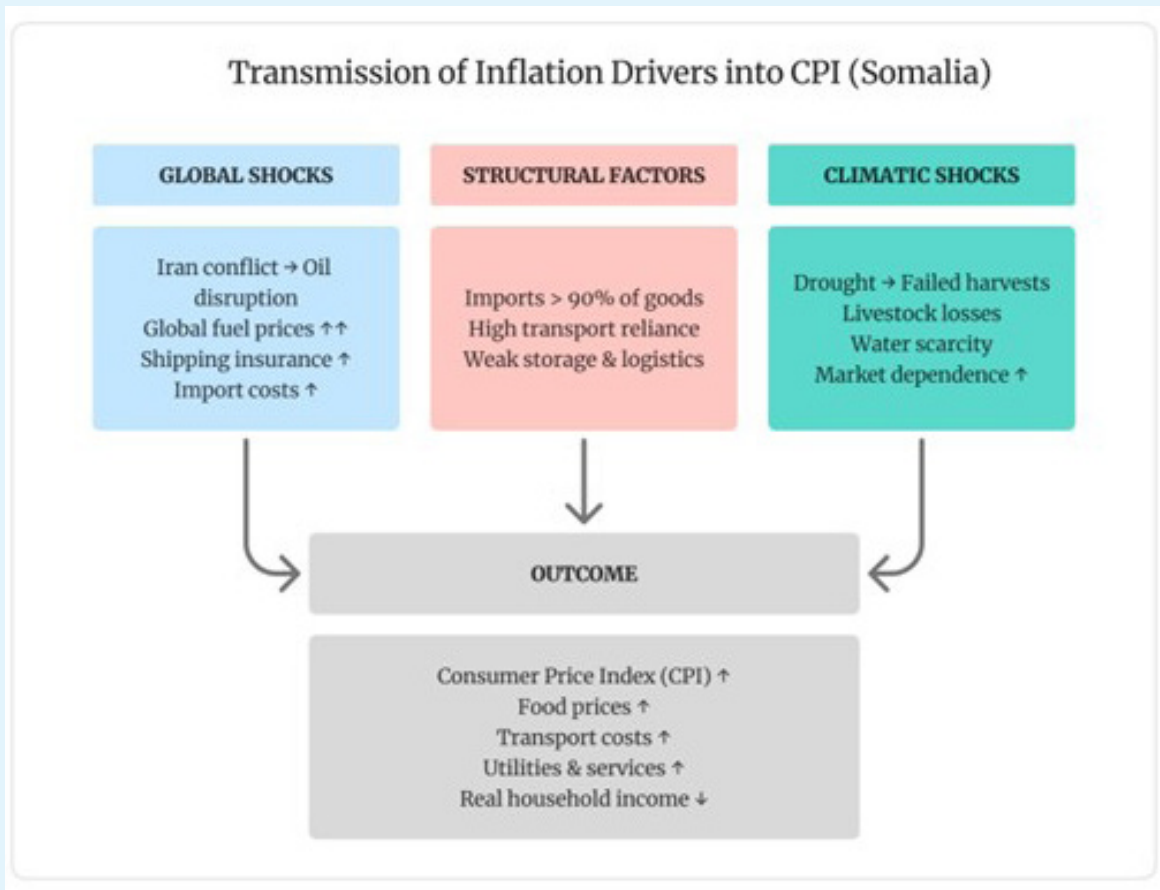 Transmission of Inflation Drivers into CPI (Somalia)
GLOBAL SHOCKS
Iran conflict → Oil
disruption
Global fuel prices ↑↑
Shipping insurance ↑
Import costs ↑
STRUCTURAL FACTORS
Imports > 90% of goods
High transport reliance
Weak storage & logistics
CLIMATIC SHOCKS
Drought → Failed harvests
Livestock losses
Water scarcity
Market dependence ↑
OUTCOME
Consumer Price Index (CPI) ↑
Food prices ↑
Transport costs ↑
Utilities & services ↑
Real household income ↓